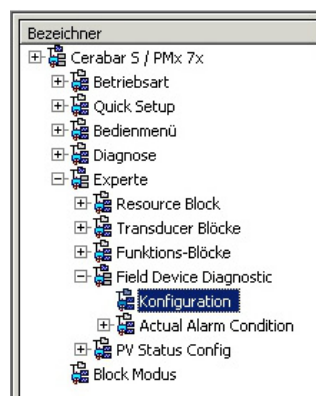 Bezeichner
Cerabar S / PMx 7x
Betriebsart
Quick Setup
Bedienmenü
Diagnose
Experte
Resource Block
Transducer Blöcke
Funktions-Blöcke
Field Device Diagnostic
Konfiguration
Actual Alarm Condition
PV Status Config
Block Modus